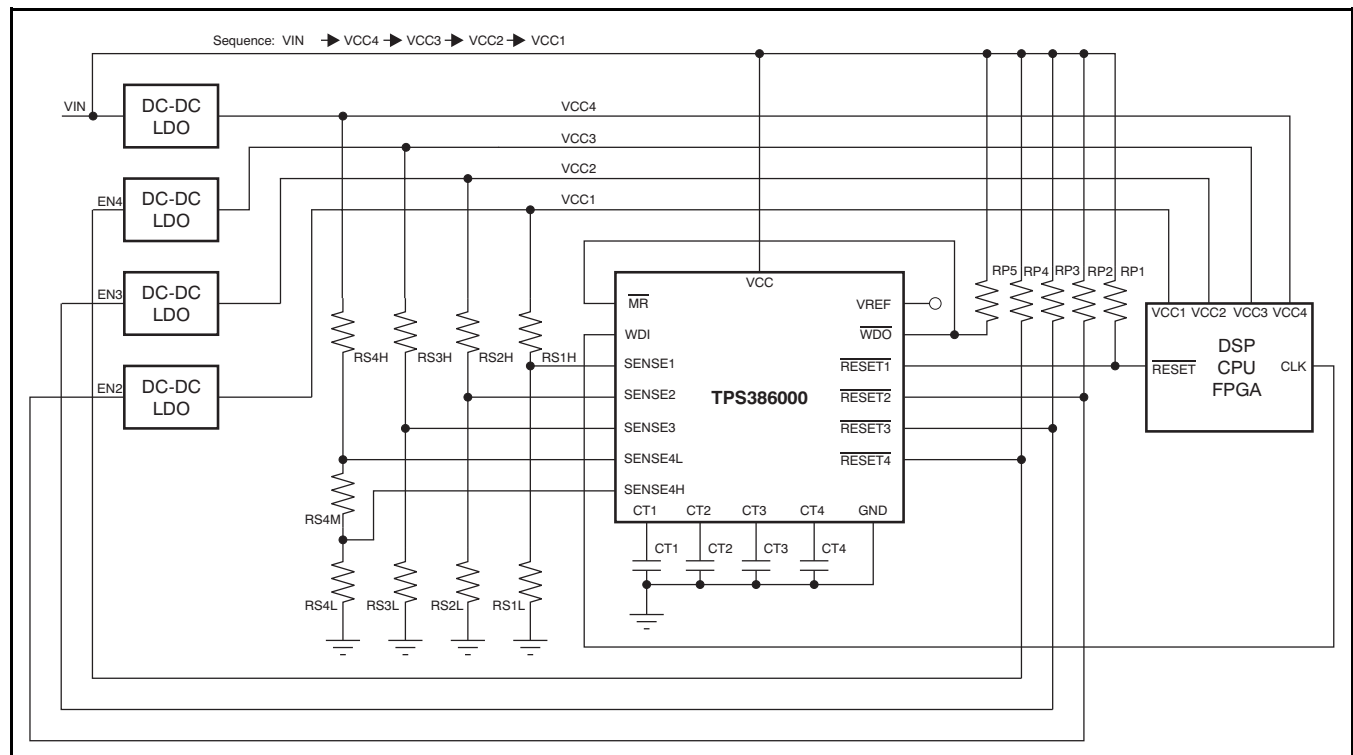 Sequence: VIN VCC4 VCC3 VCC2 VCC1
VIN
DC-DC
LDO
VCC4
VCC3
VCC2
VCC1
EN4
DC-DC
LDO
EN3
DC-DC
LDO
EN2
DC-DC
LDO
RS4H
RS3H
RS2H
RS1H
RS4M
RS4L
RS3L
RS2L
RS1L
VCC
MR
WDI
SENSE1
SENSE2
SENSE3
SENSE4L
SENSE4H
TPS386000
VREF
WDO
RESET1
RESET2
RESET3
RESET4
CT1 CT2 CT3 CT4 GND
CT1 CT2 CT3 CT4
RP5 RP4 RP3 RP2 RP1
VCC1 VCC2 VCC3 VCC4
RESET
DSP
CPU
FPGA
CLK